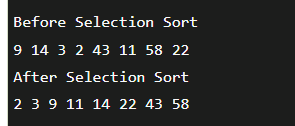 Before Selection Sort
9 14 3 2 43 11 58 22
After Selection Sort
2 3 9 11 14 22 43 58